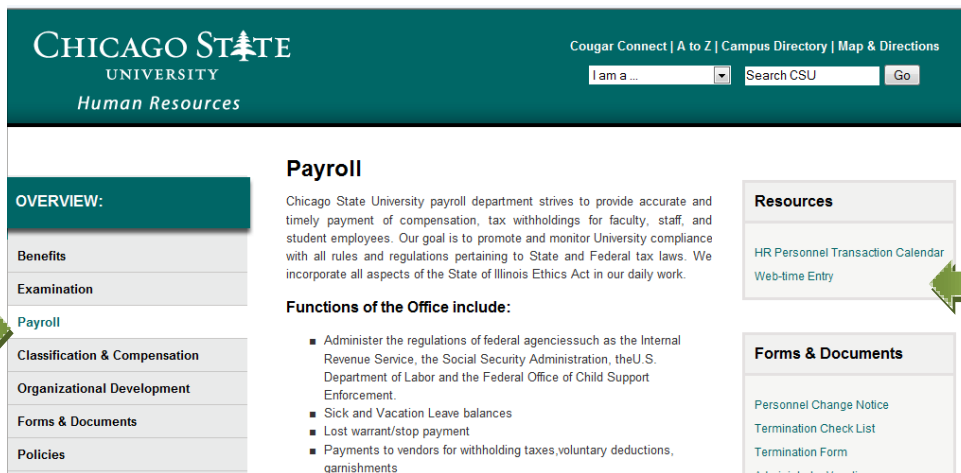 CHICAGO STATE
UNIVERSITY
Human Resources
Cougar Connect | A to Z | Campus Directory | Map & Directions
I am a ...
Search CSU
Go
OVERVIEW:
Benefits
Examination
Payroll
Classification & Compensation
Organizational Development
Forms & Documents
Policies
Payroll
Chicago State University payroll department strives to provide accurate and
timely payment of compensation, tax withholdings for faculty, staff, and
student employees. Our goal is to promote and monitor University compliance
with all rules and regulations pertaining to State and Federal tax laws. We
incorporate all aspects of the State of Illinois Ethics Act in our daily work.
Functions of the Office include:
■ Administer the regulations of federal agenciessuch as the Internal
Revenue Service, the Social Security Administration, theU.S.
Department of Labor and the Federal Office of Child Support
Enforcement.
■ Sick and Vacation Leave balances
■ Lost warrant/stop payment
■ Payments to vendors for withholding taxes,voluntary deductions,
garnishments
Resources
HR Personnel Transaction Calendar
Web-time Entry
Forms & Documents
Personnel Change Notice
Termination Check List
Termination Form